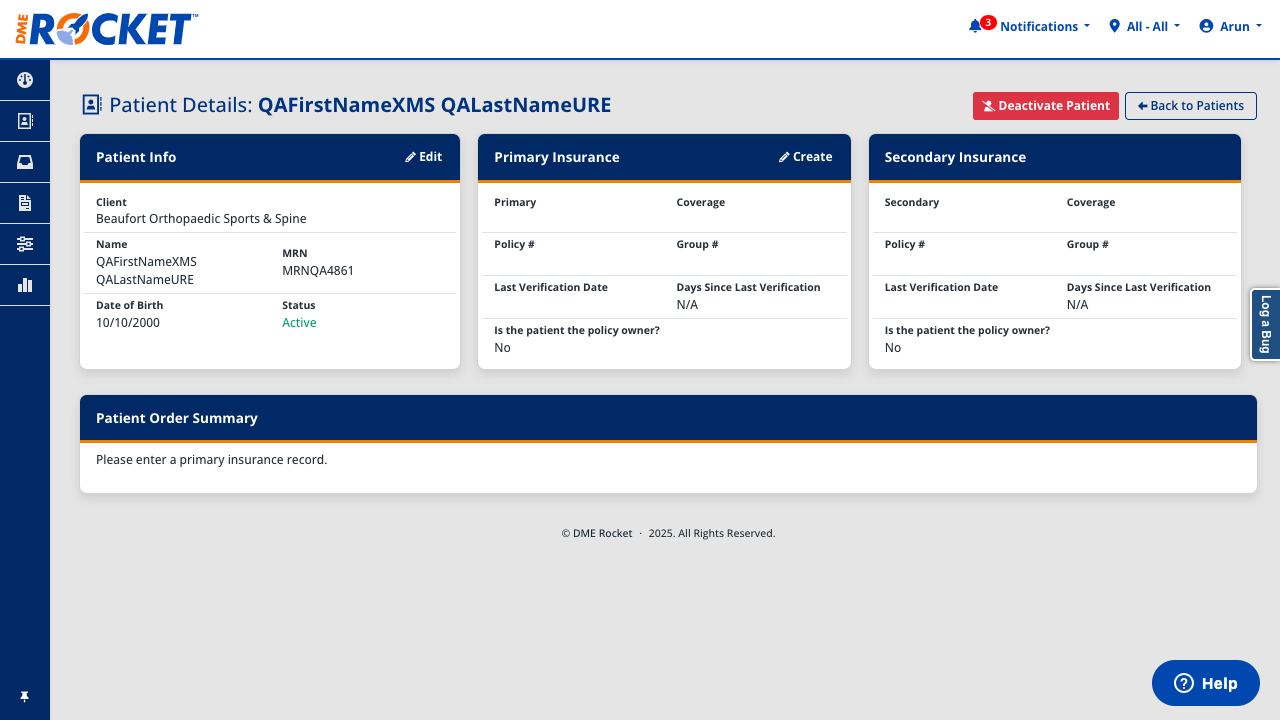 DME ROCKET™
3 Notifications
All - All
Arun
Patient Details: QAFirstNameXMS QALastNameURE
Deactivate Patient
Back to Patients
Patient Info
Edit
Client
Beaufort Orthopaedic Sports & Spine
Name
QAFirstNameXMS
QALastNameURE
MRN
MRNQA4861
Date of Birth
10/10/2000
Status
Active
Primary Insurance
Create
Primary
Coverage
Policy #
Group #
Last Verification Date
Days Since Last Verification
N/A
Is the patient the policy owner?
No
Secondary Insurance
Secondary
Coverage
Policy #
Group #
Last Verification Date
Days Since Last Verification
N/A
Is the patient the policy owner?
No
Log a Bug
Patient Order Summary
Please enter a primary insurance record.
© DME Rocket · 2025. All Rights Reserved.
Help